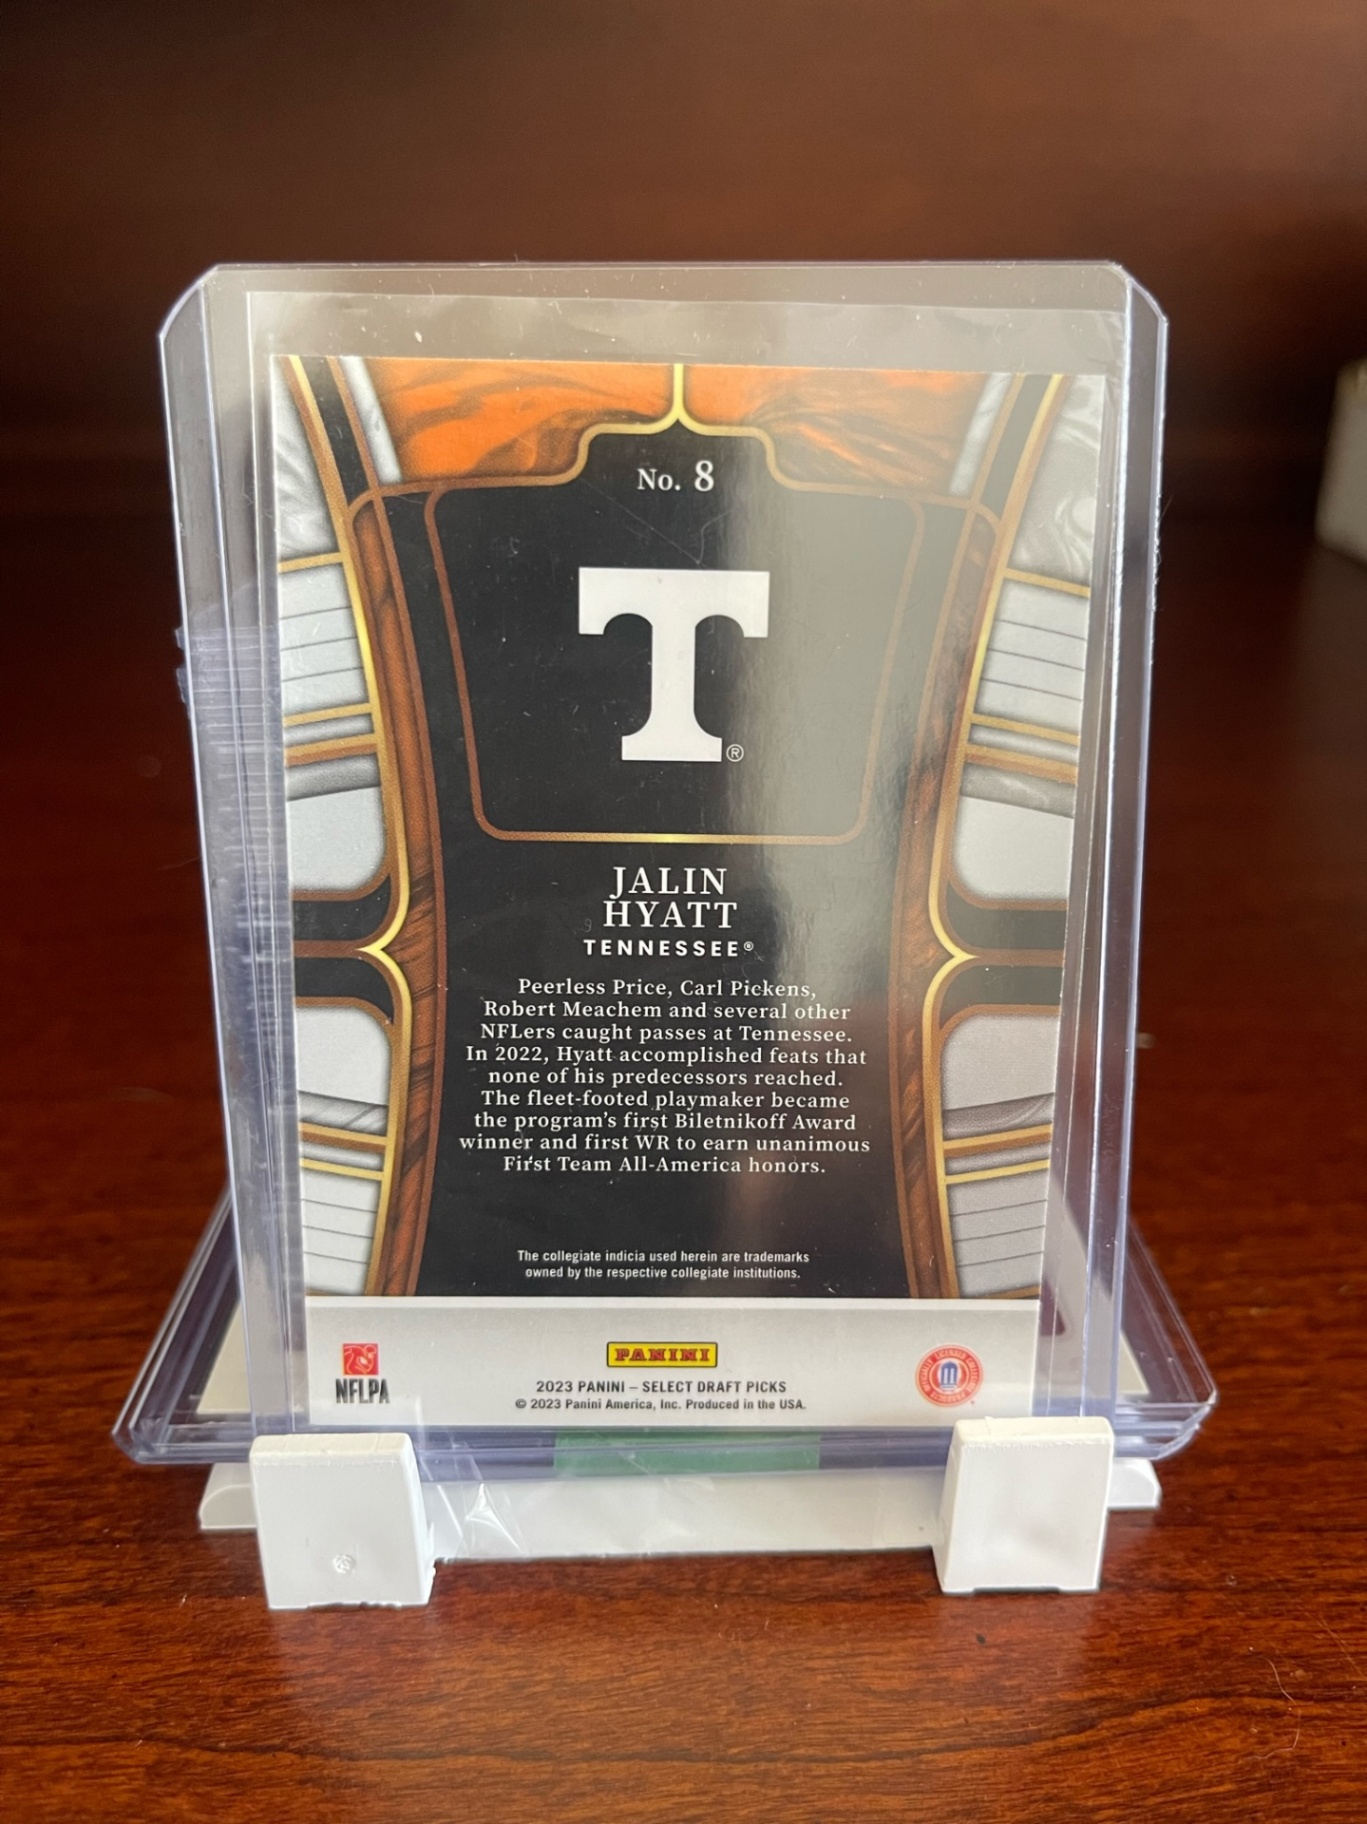 No. 8
T®
JALIN
HYATT
TENNESSEE®
Peerless Price, Carl Pickens,
Robert Meachem and several other
NFLers caught passes at Tennessee.
In 2022, Hyatt accomplished feats that
none of his predecessors reached.
The fleet-footed playmaker became
the program's first Biletnikoff Award
winner and first WR to earn unanimous
First Team All-America honors.
The collegiate indicia used herein are trademarks
owned by the respective collegiate institutions.
PANINI
NFLPA
2023 PANINI – SELECT DRAFT PICKS
© 2023 Panini America, Inc. Produced in the USA.